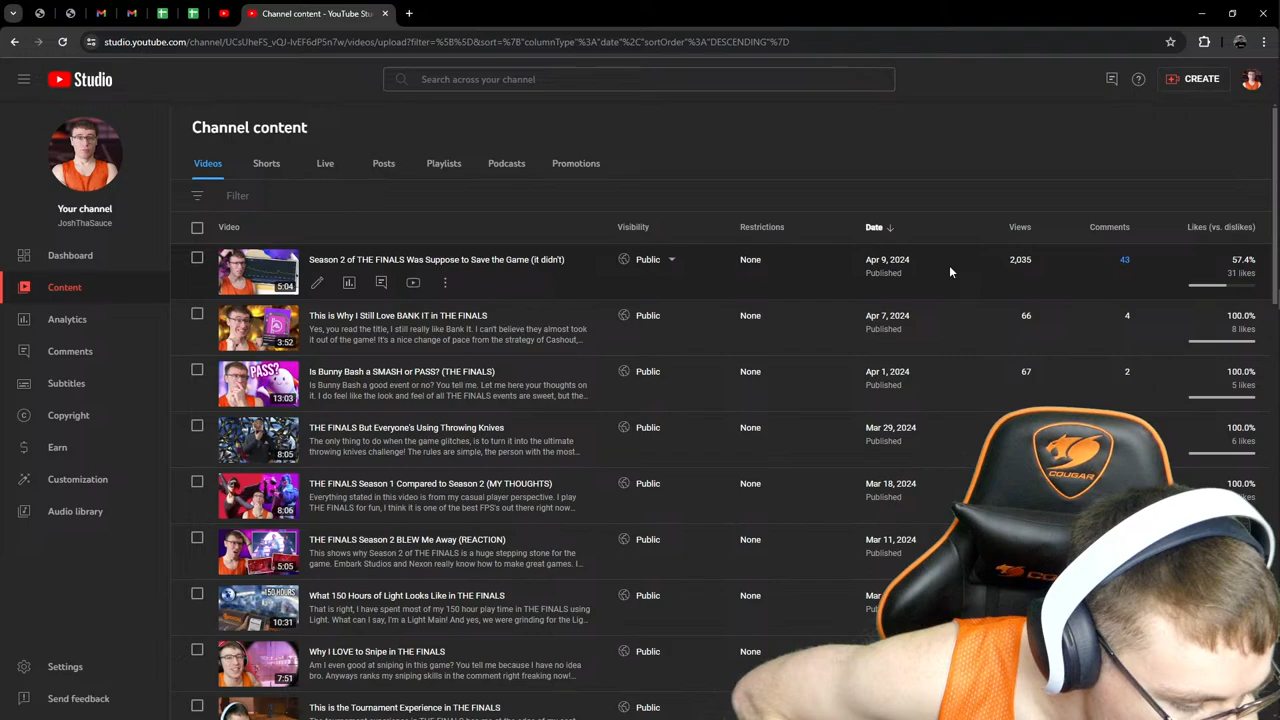 Channel content - YouTube Stu
studio.youtube.com/channel/UCsUheFS_vQJ-IvEF6dP5n7w/videos/upload?filter=%5B%5D&sort=%7B"columnType"%3A"date"%2C"sortOrder"%3A"DESCENDING"%7D
Studio
Search across your channel
CREATE
Your channel
JoshThaSauce
Dashboard
Content
Analytics
Comments
Subtitles
Copyright
Earn
Customization
Audio library
Settings
Send feedback
Channel content
Videos Shorts Live Posts Playlists Podcasts Promotions
Filter
Video Visibility Restrictions Date Views Comments Likes (vs. dislikes)
Season 2 of THE FINALS Was Suppose to Save the Game (it didn't) Public None Apr 9, 2024 2,035 43 57.4%
5:04 Published 31 likes
This is Why I Still Love BANK IT in THE FINALS Public None Apr 7, 2024 66 4 100.0%
Yes, you read the title, I still really like Bank It. I can't believe they almost took Published 8 likes
3:52 it out of the game! It's a nice change of pace from the strategy of Cashout,...
Is Bunny Bash a SMASH or PASS? (THE FINALS) Public None Apr 1, 2024 67 2 100.0%
PASS?
Is Bunny Bash a good event or no? You tell me. Let me here your thoughts on Published 5 likes
13:03 it. I do feel like the look and feel of all THE FINALS events are sweet, but the...
THE FINALS But Everyone's Using Throwing Knives Public None Mar 29, 2024 100.0%
The only thing to do when the game glitches, is to turn it into the ultimate Published 6 likes
8:05 throwing knives challenge! The rules are simple, the person with the most...
THE FINALS Season 1 Compared to Season 2 (MY THOUGHTS) Public None Mar 18, 2024 100.0%
Everything stated in this video is from my casual player perspective. I play Published
8:06 THE FINALS for fun, I think it is one of the best FPS's out there right now...
THE FINALS Season 2 BLEW Me Away (REACTION) Public None Mar 11, 2024
This shows why Season 2 of THE FINALS is a huge stepping stone for the Published
5:05 game. Embark Studios and Nexon really know how to make great games. I...
What 150 Hours of Light Looks Like in THE FINALS Public None
150 HOURS
That is right, I have spent most of my 150 hour play time in THE FINALS using
10:31 Light. What can I say, I'm a Light Main! And yes, we were grinding for the Lig...
Why I LOVE to Snipe in THE FINALS Public None
Am I even good at sniping in this game? You tell me because I have no idea
7:51 bro. Anyways ranks my sniping skills in the comment right freaking now!...
This is the Tournament Experience in THE FINALS Public None
COUGAR